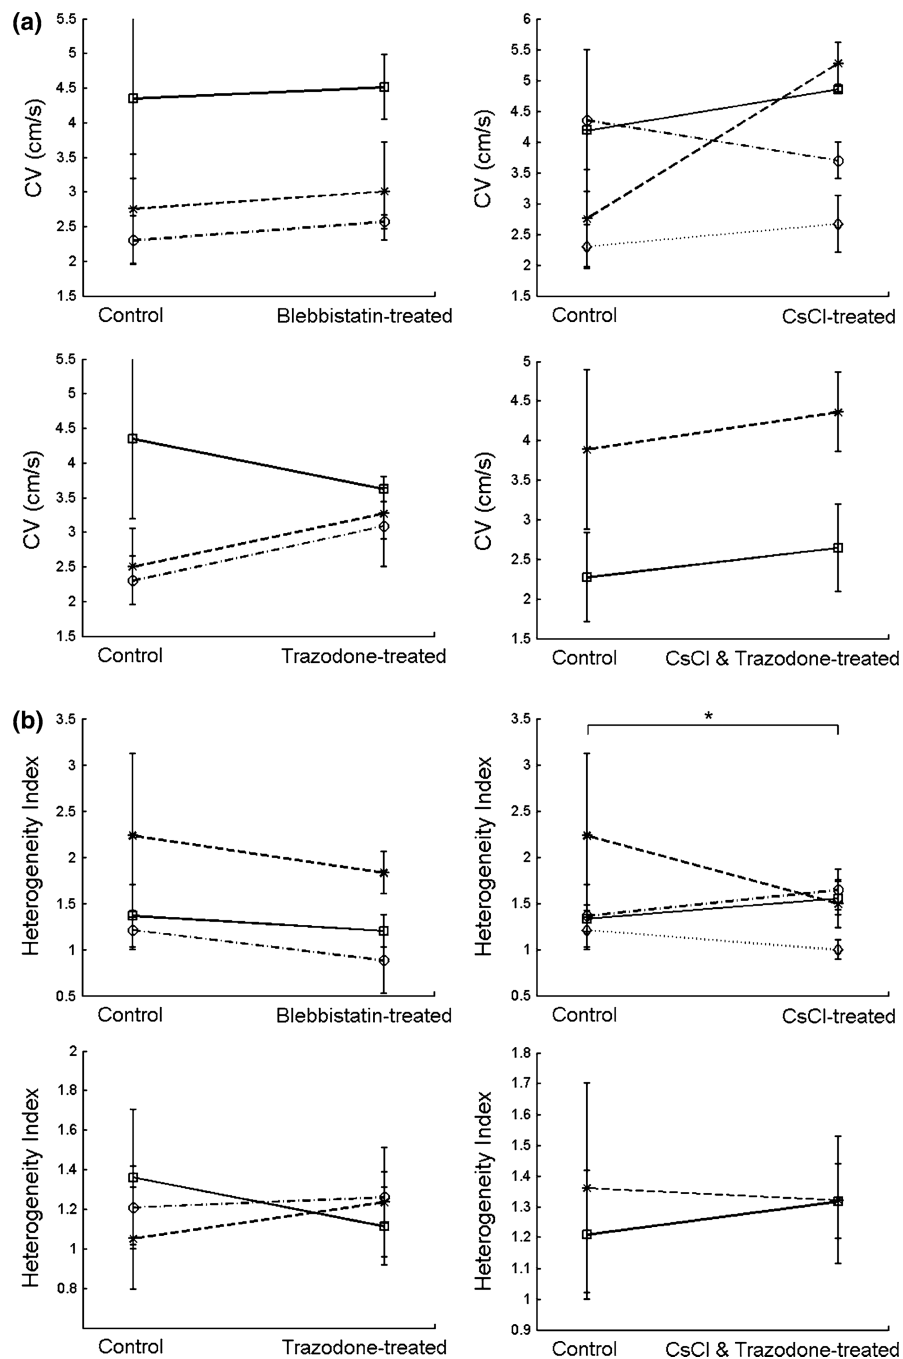 (a)
5.5
5
4.5
4
3.5
3
2.5
2
1.5
CV (cm/s)
Control
Blebbistatin-treated
6
5.5
5
4.5
4
3.5
3
2.5
2
1.5
CV (cm/s)
Control
CsCl-treated
5.5
5
4.5
4
3.5
3
2.5
2
1.5
CV (cm/s)
Control
Trazodone-treated
5
4.5
4
3.5
3
2.5
2
1.5
CV (cm/s)
Control
CsCl & Trazodone-treated
(b)
3.5
3
2.5
2
1.5
1
0.5
Heterogeneity Index
Control
Blebbistatin-treated
3.5
3
2.5
2
1.5
1
0.5
Heterogeneity Index
*
Control
CsCl-treated
2
1.8
1.6
1.4
1.2
1
0.8
Heterogeneity Index
Control
Trazodone-treated
1.8
1.7
1.6
1.5
1.4
1.3
1.2
1.1
1
0.9
Heterogeneity Index
Control
CsCl & Trazodone-treated